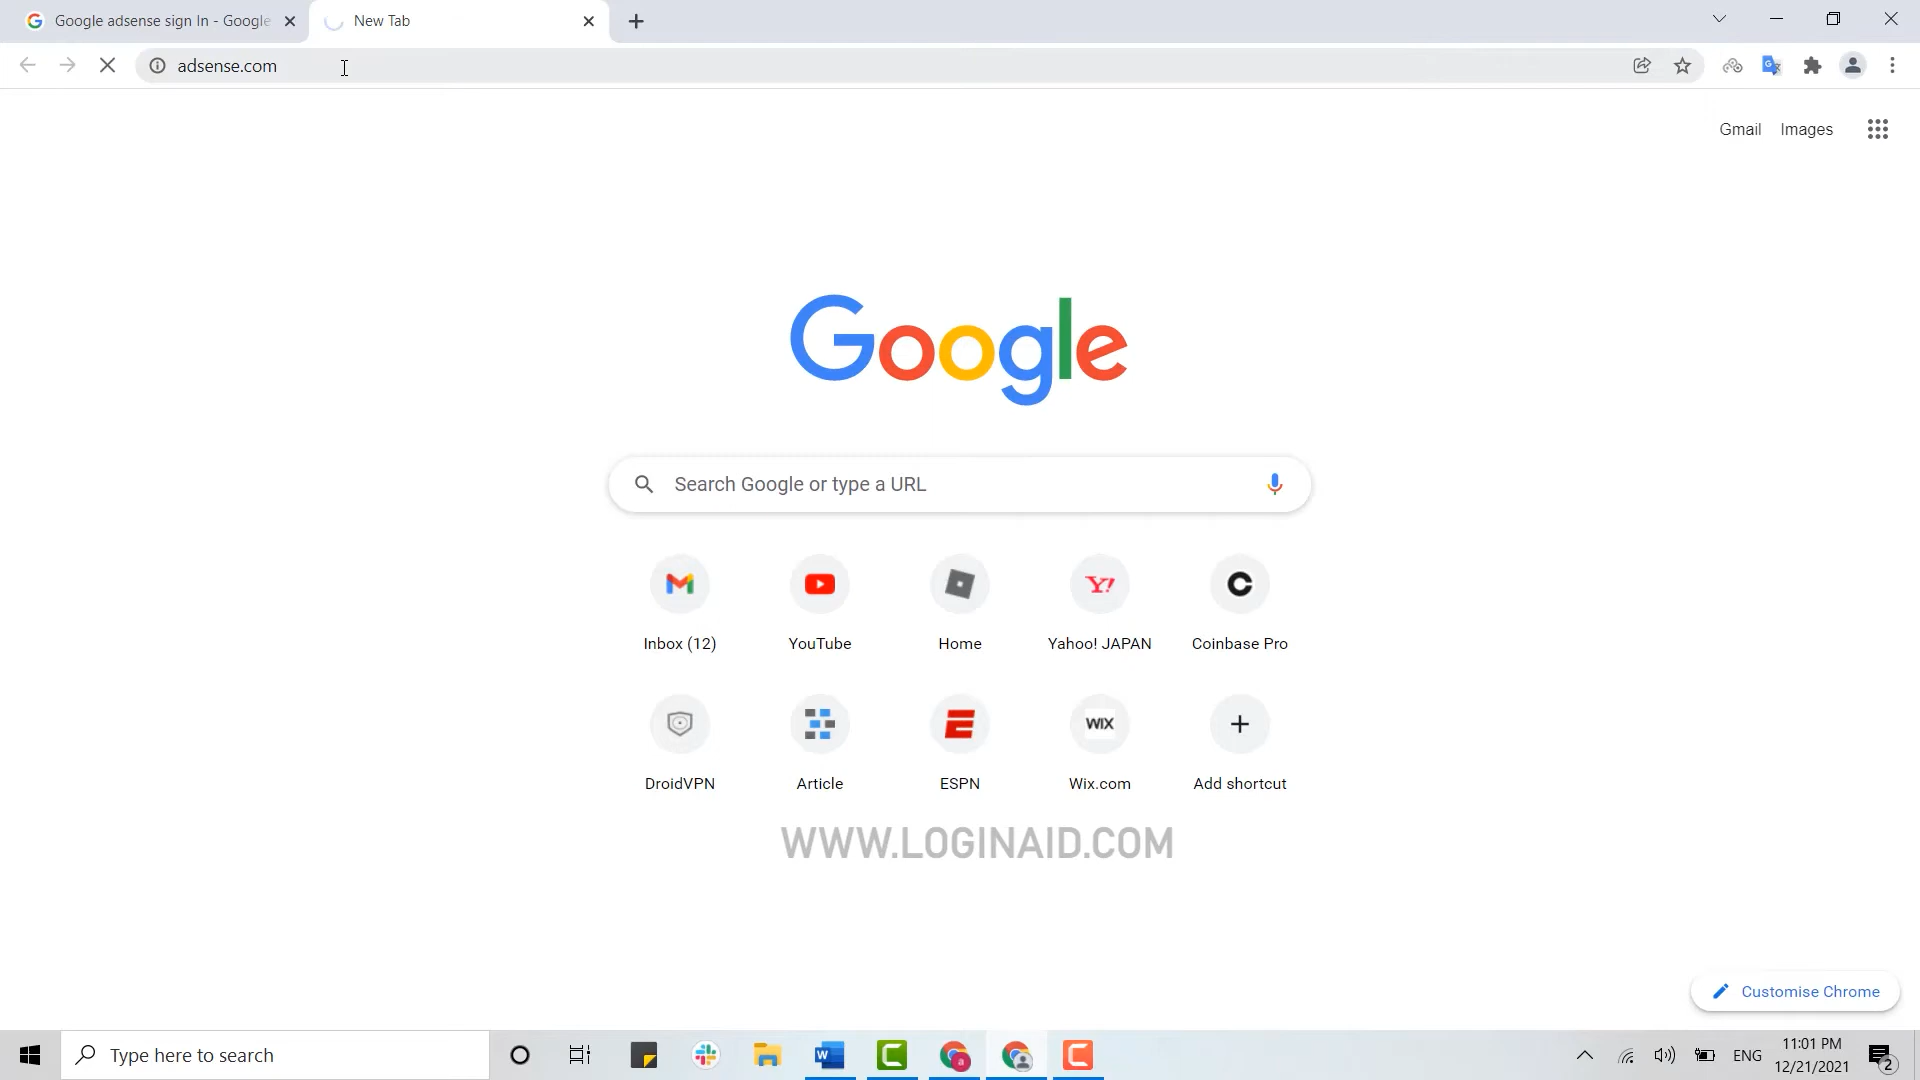 Google adsense sign In - Google
New Tab
adsense.com
Gmail
Images
Google
Search Google or type a URL
Inbox (12)
YouTube
Home
Y!
Yahoo! JAPAN
Coinbase Pro
DroidVPN
Article
ESPN
WIX
Wix.com
Add shortcut
WWW.LOGINAID.COM
Customise Chrome
Type here to search
ENG
11:01 PM
12/21/2021
2